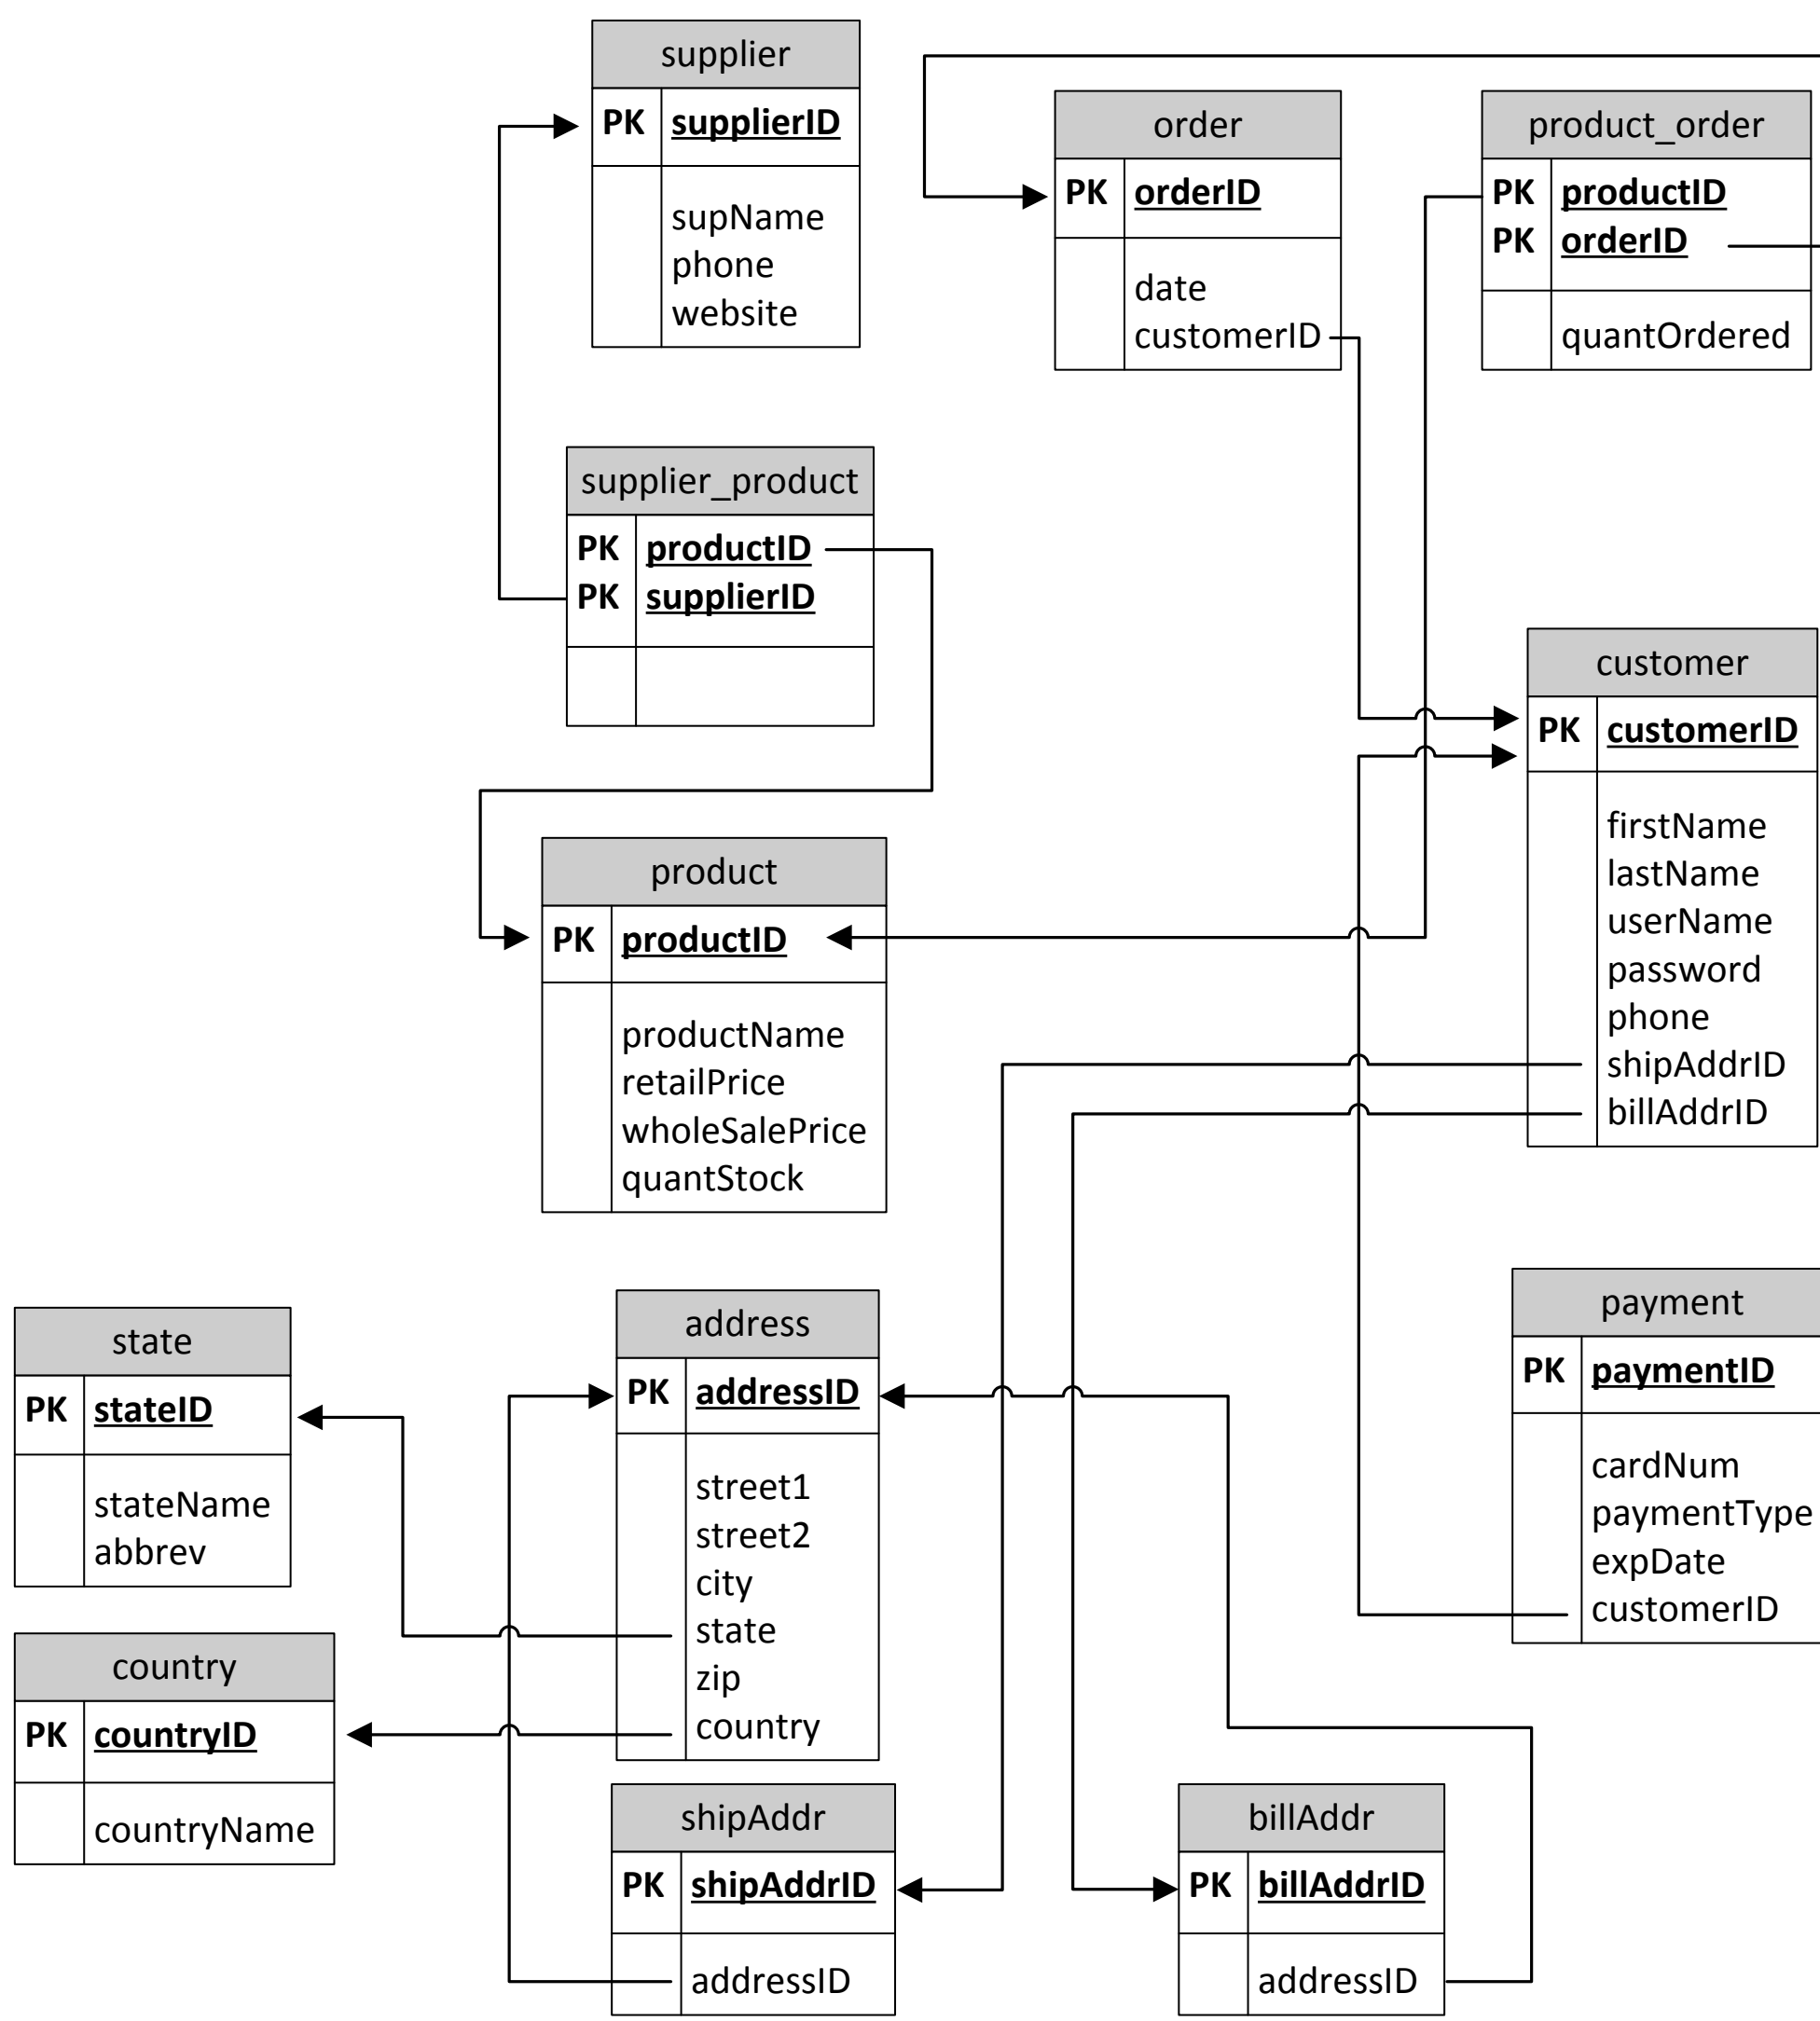 supplier
PK supplierID
supName
phone
website
order
PK orderID
date
customerID
product_order
PK productID
PK orderID
quantOrdered
supplier_product
PK productID
PK supplierID
customer
PK customerID
firstName
lastName
userName
password
phone
shipAddrID
billAddrID
product
PK productID
productName
retailPrice
wholeSalePrice
quantStock
payment
PK paymentID
cardNum
paymentType
expDate
customerID
state
PK stateID
stateName
abbrev
address
PK addressID
street1
street2
city
state
zip
country
country
PK countryID
countryName
shipAddr
PK shipAddrID
addressID
billAddr
PK billAddrID
addressID